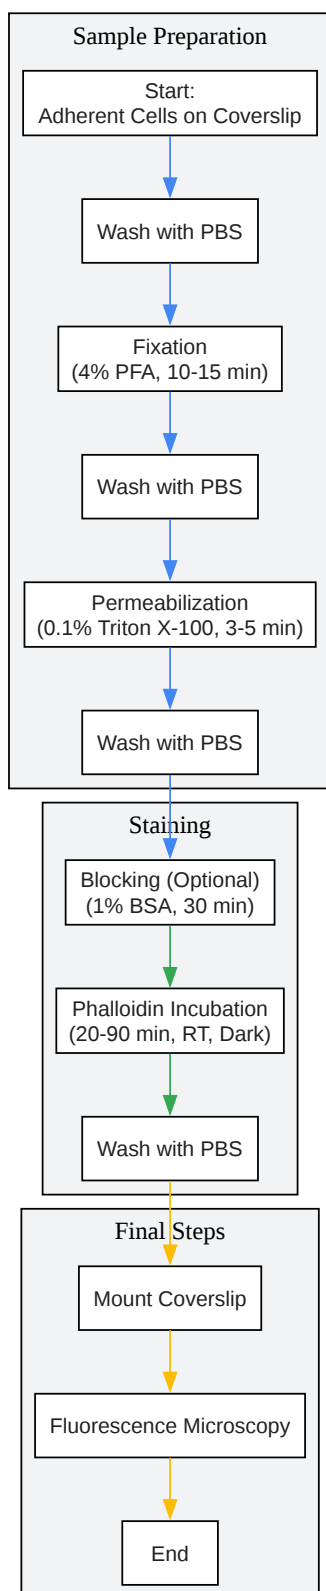 Sample Preparation
Start:
Adherent Cells on Coverslip
Wash with PBS
Fixation
(4% PFA, 10-15 min)
Wash with PBS
Permeabilization
(0.1% Triton X-100, 3-5 min)
Wash with PBS
Staining
Blocking (Optional)
(1% BSA, 30 min)
Phalloidin Incubation
(20-90 min, RT, Dark)
Wash with PBS
Final Steps
Mount Coverslip
Fluorescence Microscopy
End